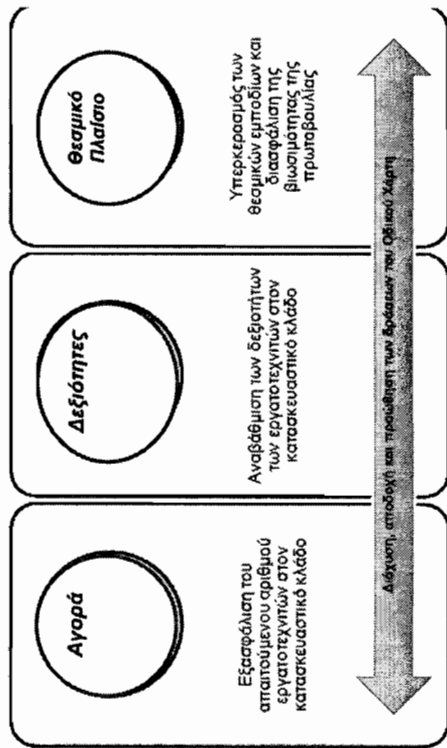 Αγορά
Εξασφάλιση του
απαιτούμενου αριθμού
εργατοτεχνιτών στον
κατασκευαστικό κλάδο
Δεξιότητες
Αναβάθμιση των δεξιοτήτων
των εργατοτεχνιτών στον
κατασκευαστικό κλάδο
Θεσμικό
Πλαίσιο
Υπερκερασμός των
θεσμικών εμποδίων και
διασφάλιση της
βιωσιμότητας της
πρωτοβουλίας
Διάχυση, αποδοχή και προώθηση των δράσεων του Οδικού Χάρτη